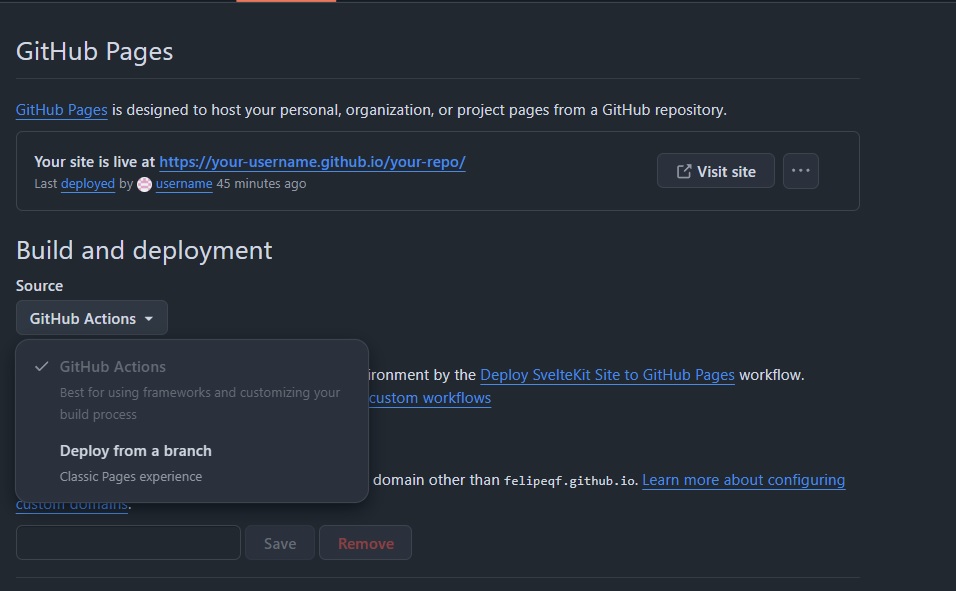 GitHub Pages
GitHub Pages is designed to host your personal, organization, or project pages from a GitHub repository.
Your site is live at https://your-username.github.io/your-repo/
Last deployed by username 45 minutes ago
Visit site
Build and deployment
Source
GitHub Actions
GitHub Actions
Best for using frameworks and customizing your
build process
Deploy from a branch
Classic Pages experience
ironment by the Deploy SvelteKit Site to GitHub Pages workflow.
custom workflows
domain other than felipeqf.github.io. Learn more about configuring
custom domains.
Save
Remove